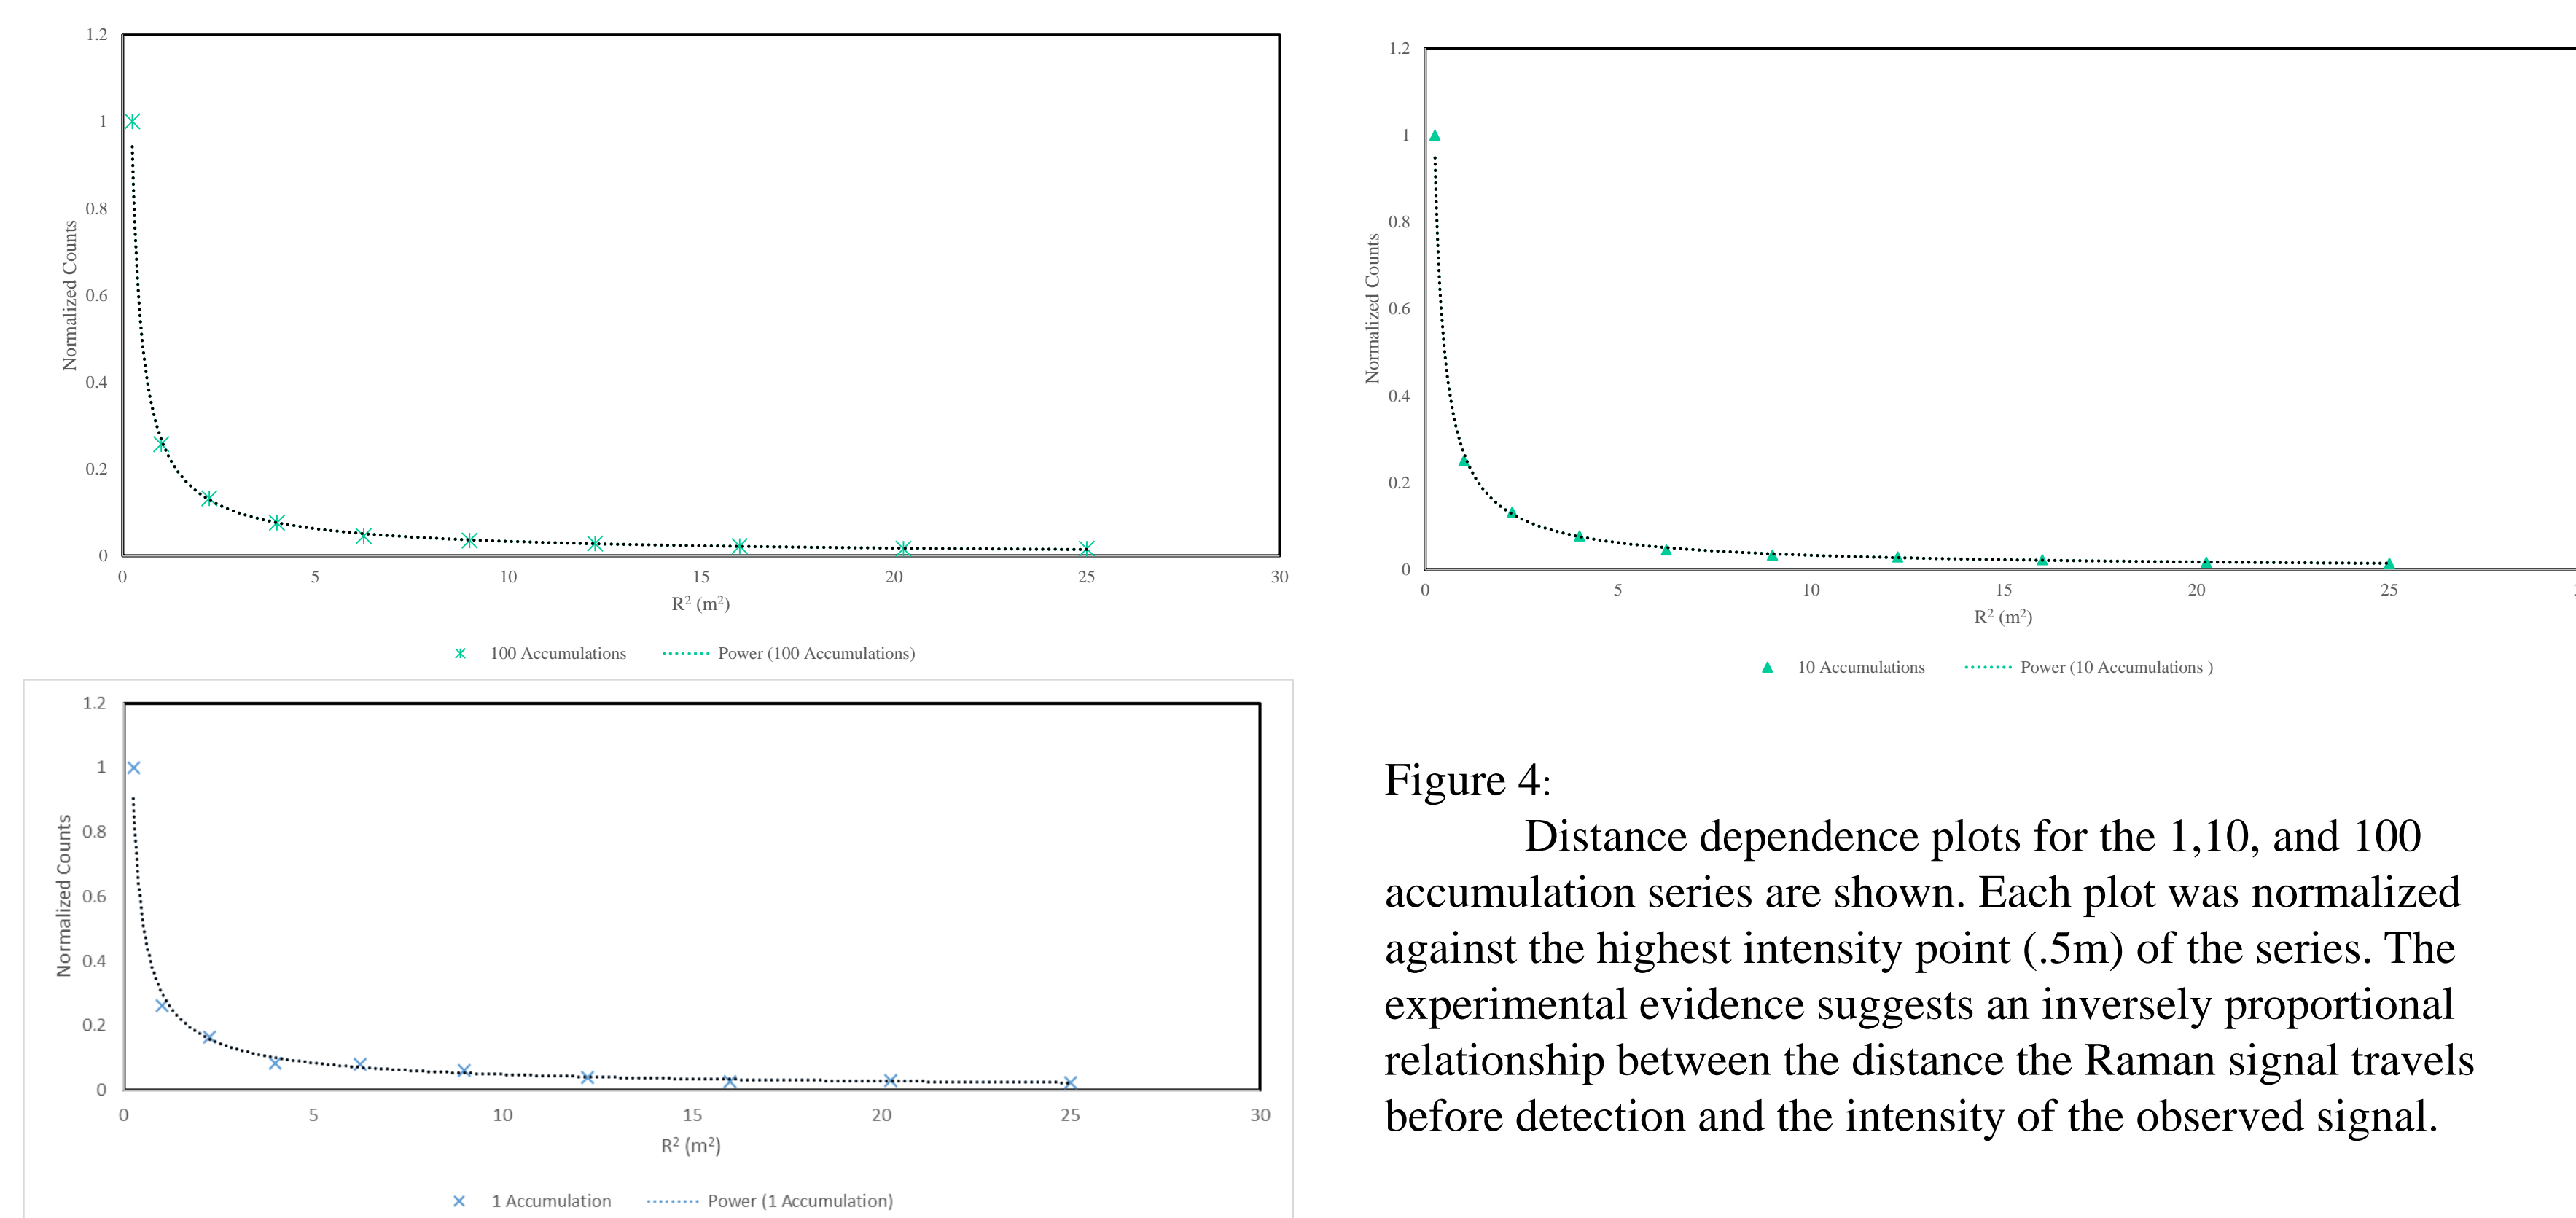 1.2
1
0.8
0.6
0.4
0.2
0
Normalized Counts
0 5 10 15 20 25 30
R² (m²)
100 Accumulations Power (100 Accumulations)
1.2
1
0.8
0.6
0.4
0.2
0
Normalized Counts
0 5 10 15 20 25
R² (m²)
10 Accumulations Power (10 Accumulations )
1.2
1
0.8
0.6
0.4
0.2
0
Normalized Counts
0 5 10 15 20 25 30
R² (m²)
1 Accumulation Power (1 Accumulation)
Figure 4:
Distance dependence plots for the 1,10, and 100
accumulation series are shown. Each plot was normalized
against the highest intensity point (.5m) of the series. The
experimental evidence suggests an inversely proportional
relationship between the distance the Raman signal travels
before detection and the intensity of the observed signal.